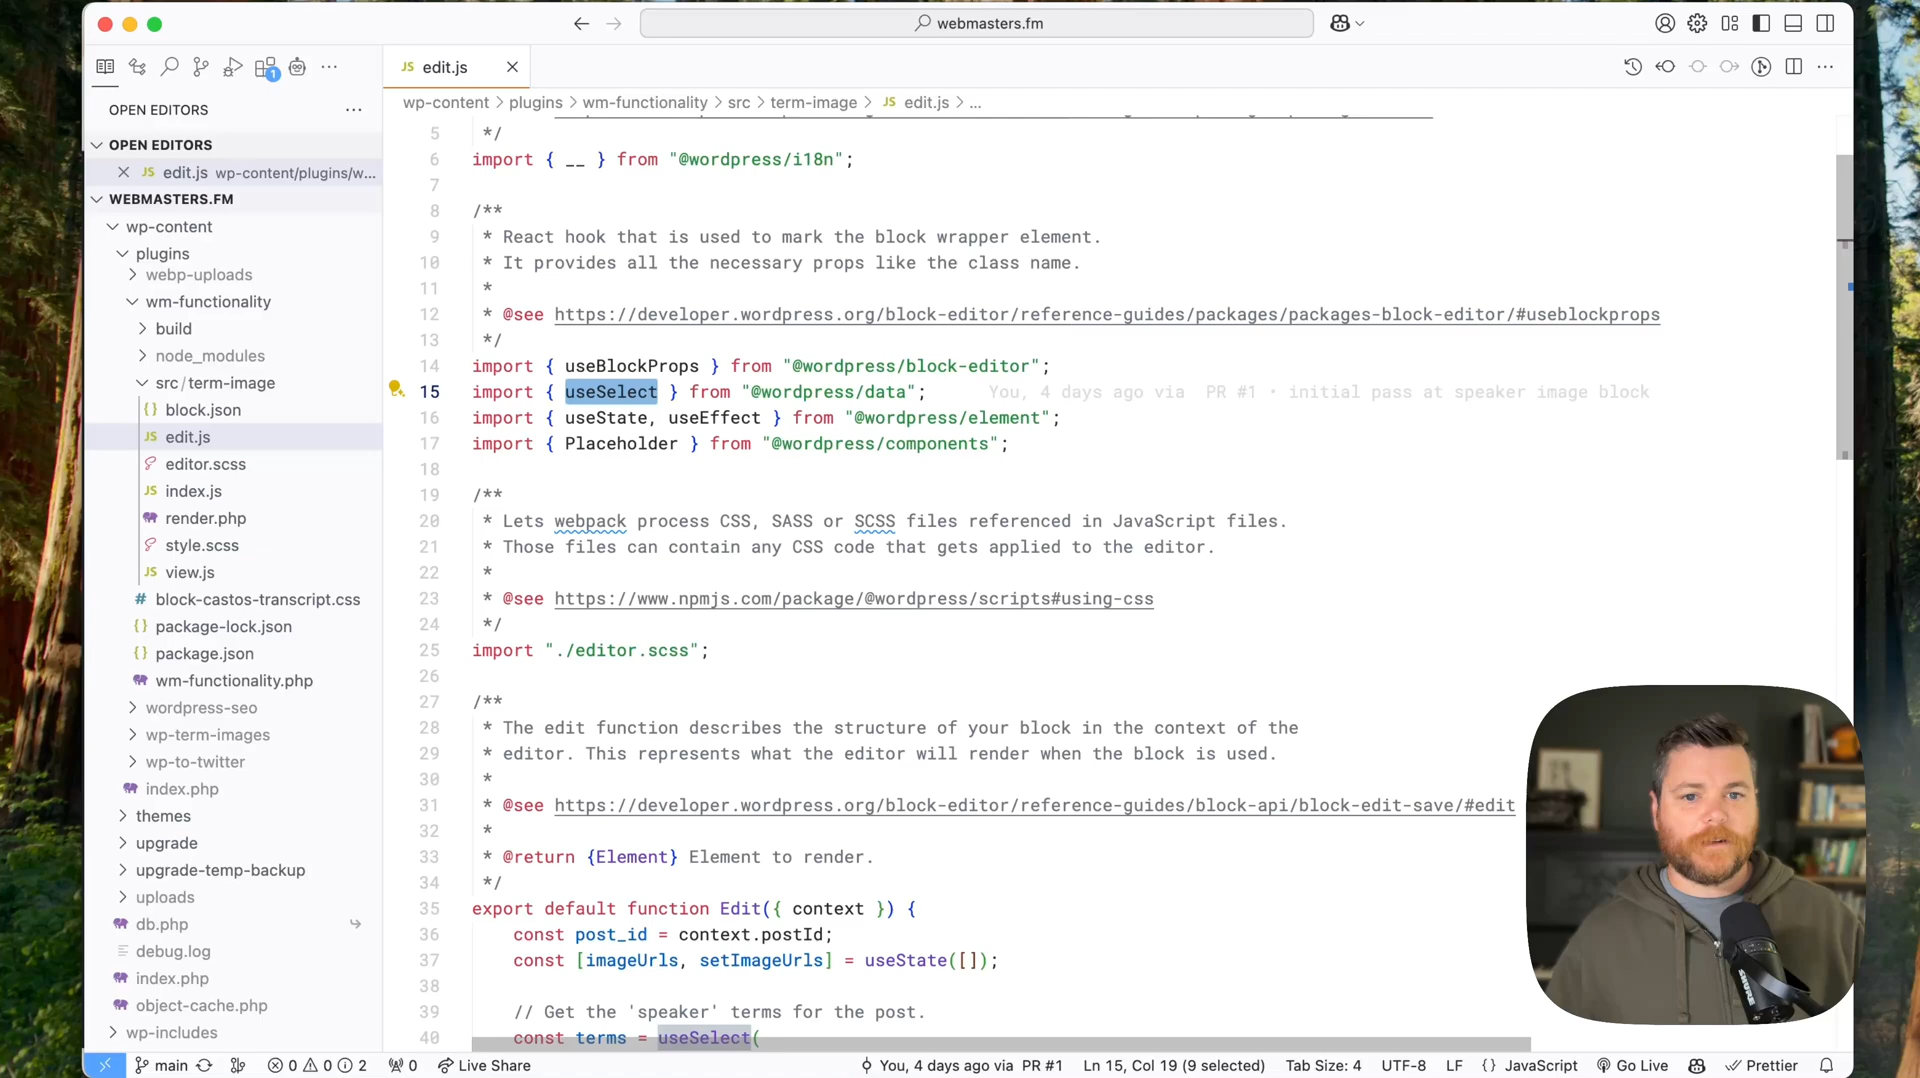 webmasters.fm
1
JS edit.js
OPEN EDITORS
wp-content > plugins > wm-functionality > src > term-image > JS edit.js > ...
OPEN EDITORS
JS edit.js wp-content/plugins/w...
WEBMASTERS.FM
wp-content
plugins
webp-uploads
wm-functionality
build
node_modules
src/term-image
{} block.json
JS edit.js
editor.scss
JS index.js
render.php
style.scss
JS view.js
# block-castos-transcript.css
{} package-lock.json
{} package.json
wm-functionality.php
wordpress-seo
wp-term-images
wp-to-twitter
index.php
themes
upgrade
upgrade-temp-backup
uploads
db.php
debug.log
index.php
object-cache.php
wp-includes
5 */
6 import { __ } from "@wordpress/i18n";
7
8 /**
9 * React hook that is used to mark the block wrapper element.
10 * It provides all the necessary props like the class name.
11 *
12 * @see https://developer.wordpress.org/block-editor/reference-guides/packages/packages-block-editor/#useblockprops
13 */
14 import { useBlockProps } from "@wordpress/block-editor";
15 import { useSelect } from "@wordpress/data"; You, 4 days ago via PR #1 • initial pass at speaker image block
16 import { useState, useEffect } from "@wordpress/element";
17 import { Placeholder } from "@wordpress/components";
18
19 /**
20 * Lets webpack process CSS, SASS or SCSS files referenced in JavaScript files.
21 * Those files can contain any CSS code that gets applied to the editor.
22 *
23 * @see https://www.npmjs.com/package/@wordpress/scripts#using-css
24 */
25 import "./editor.scss";
26
27 /**
28 * The edit function describes the structure of your block in the context of the
29 * editor. This represents what the editor will render when the block is used.
30 *
31 * @see https://developer.wordpress.org/block-editor/reference-guides/block-api/block-edit-save/#edit
32 *
33 * @return {Element} Element to render.
34 */
35 export default function Edit({ context }) {
36 const post_id = context.postId;
37 const [imageUrls, setImageUrls] = useState([]);
38
39 // Get the 'speaker' terms for the post.
40 const terms = useSelect(
SHURE
main 0 0 2 0 Live Share You, 4 days ago via PR #1 Ln 15, Col 19 (9 selected) Tab Size: 4 UTF-8 LF {} JavaScript Go Live Prettier